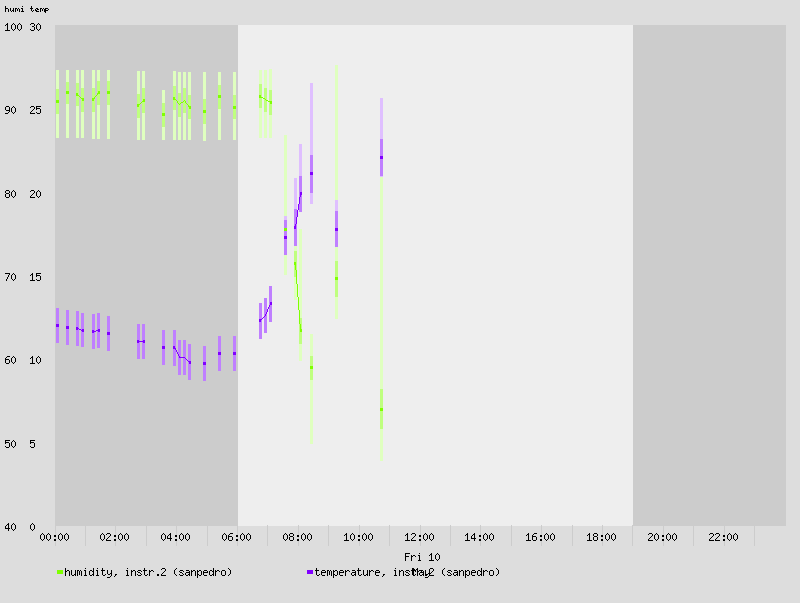 humi temp
100 30
90 25
80 20
70 15
60 10
50 5
40 0
00:00 02:00 04:00 06:00 08:00 10:00 12:00 14:00 16:00 18:00 20:00 22:00
Fri 10
May
humidity, instr.2 (sanpedro) temperature, instr.2 (sanpedro)